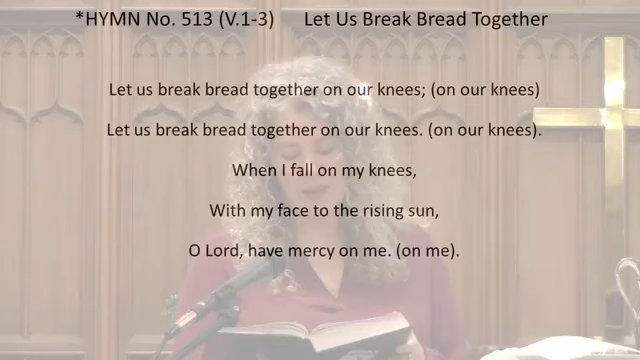 *HYMN No. 513 (V.1-3) Let Us Break Bread Together
Let us break bread together on our knees; (on our knees)
Let us break bread together on our knees. (on our knees).
When I fall on my knees,
With my face to the rising sun,
O Lord, have mercy on me. (on me).